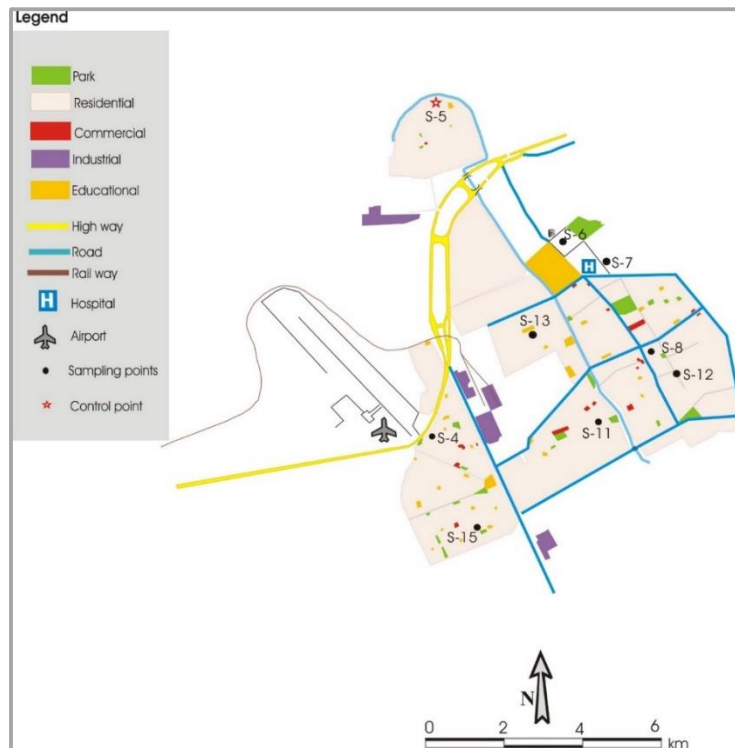 Legend
Park
Residential
Commercial
Industrial
Educational
High way
Road
Rail way
H Hospital
Airport
Sampling points
Control point
S-5
S-6
H
S-7
S-13
S-8
S-12
S-4
S-11
S-15
N
0 2 4 6
km